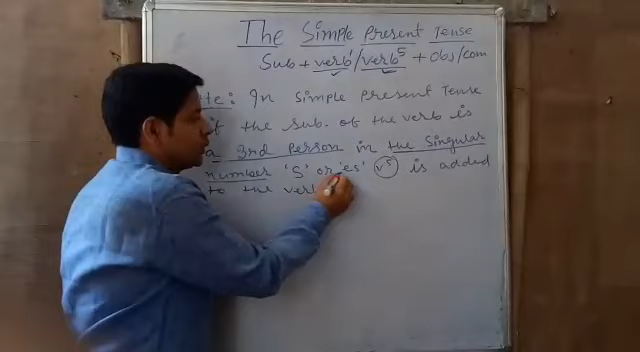 The Simple Present Tense
Sub + verb¹/verb⁵ + Obj/com
te: In Simple Present Tense
if the sub. of the verb is
a 3rd Person in the Singular
number 'S' or 'es' (V⁵) is added
to the verb